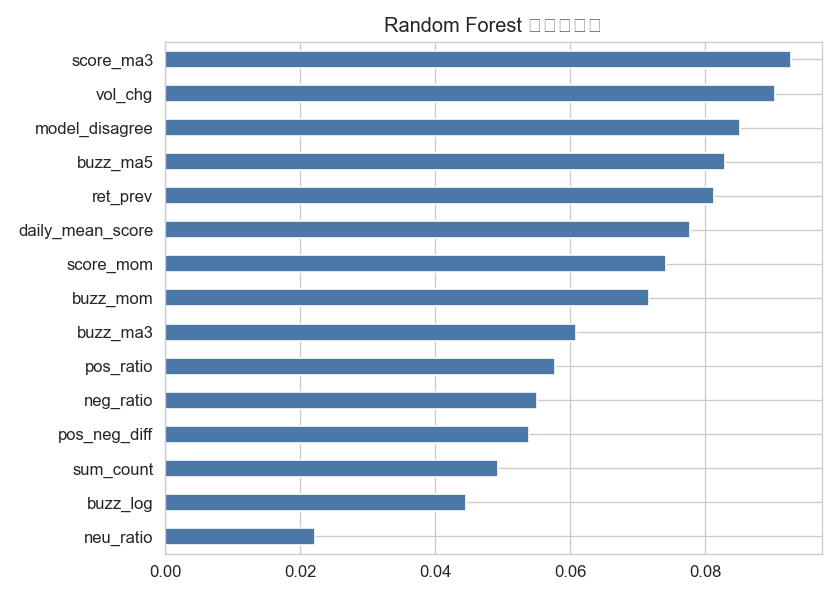 Random Forest
score_ma3
vol_chg
model_disagree
buzz_ma5
ret_prev
daily_mean_score
score_mom
buzz_mom
buzz_ma3
pos_ratio
neg_ratio
pos_neg_diff
sum_count
buzz_log
neu_ratio
0.00 0.02 0.04 0.06 0.08